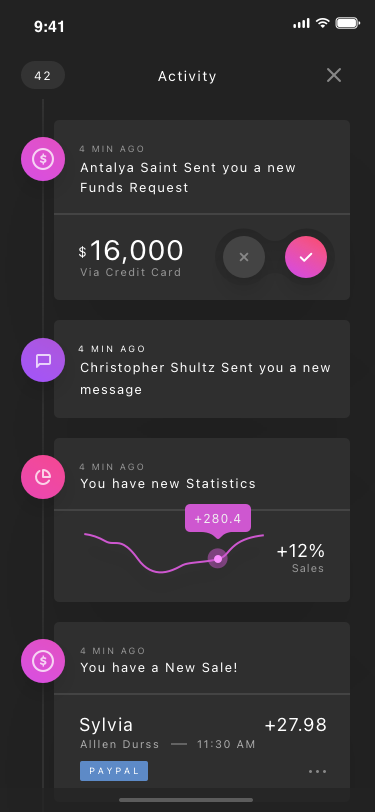 9:41
42
Activity
4 MIN AGO
Antalya Saint Sent you a new
Funds Request
$16,000
Via Credit Card
4 MIN AGO
Christopher Shultz Sent you a new
message
4 MIN AGO
You have new Statistics
+280.4
+12%
Sales
4 MIN AGO
You have a New Sale!
Sylvia
+27.98
Alllen Durss — 11:30 AM
PAYPAL